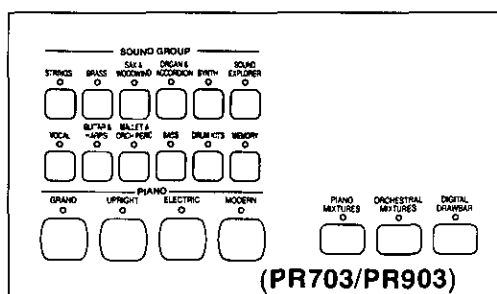 SOUND GROUP
STRINGS BRASS SAX & WOODWIND ORGAN & ACCORDION SYNTH SOUND EXPLORER
VOCAL GUITAR & HARPS MALLET & ORCH PERC BASS DRUM KITS MEMORY
PIANO
GRAND UPRIGHT ELECTRIC MODERN
PIANO MIXTURES ORCHESTRAL MIXTURES DIGITAL DRAWBAR
(PR703/PR903)